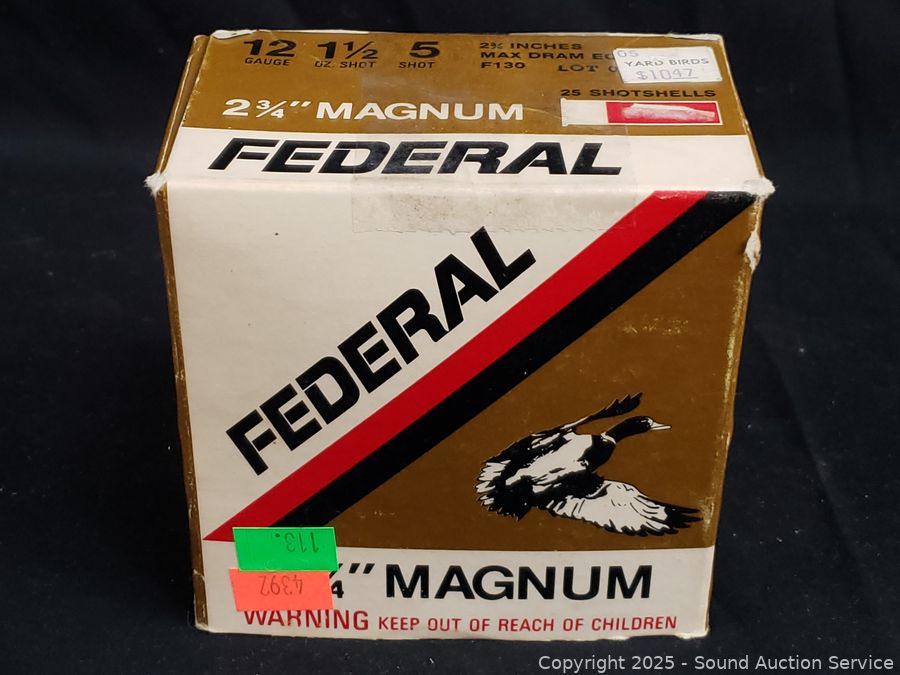 12 1½ 5
GAUGE OZ. SHOT SHOT
2¾ INCHES
MAX DRAM
F130 LOT
YARD BIRDS
$10.47
25 SHOTSHELLS
2¾" MAGNUM
FEDERAL
FEDERAL
113.
4392
" MAGNUM
WARNING KEEP OUT OF REACH OF CHILDREN
Copyright 2025 - Sound Auction Service